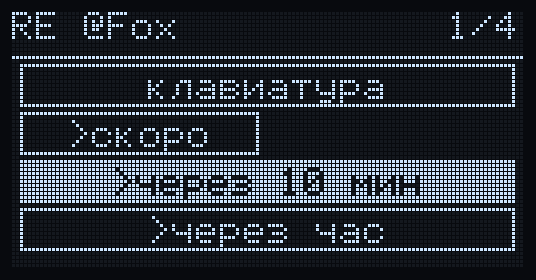 RE @Fox 1/4
клавиатура
>скоро
>через 10 мин
>через час